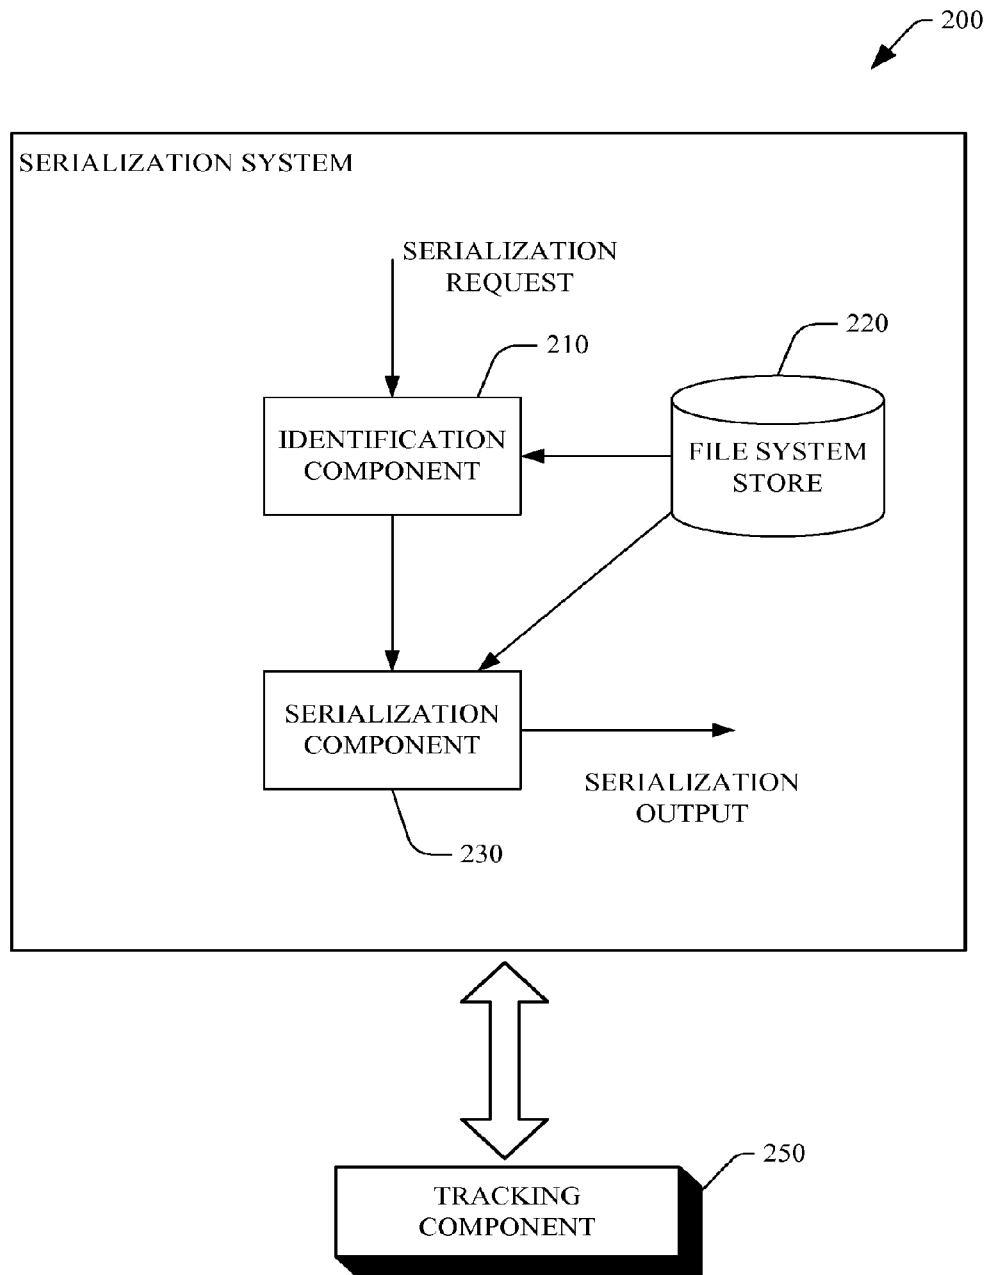 200
SERIALIZATION SYSTEM
SERIALIZATION
REQUEST
210
220
IDENTIFICATION
COMPONENT
FILE SYSTEM
STORE
SERIALIZATION
COMPONENT
SERIALIZATION
OUTPUT
230
250
TRACKING
COMPONENT